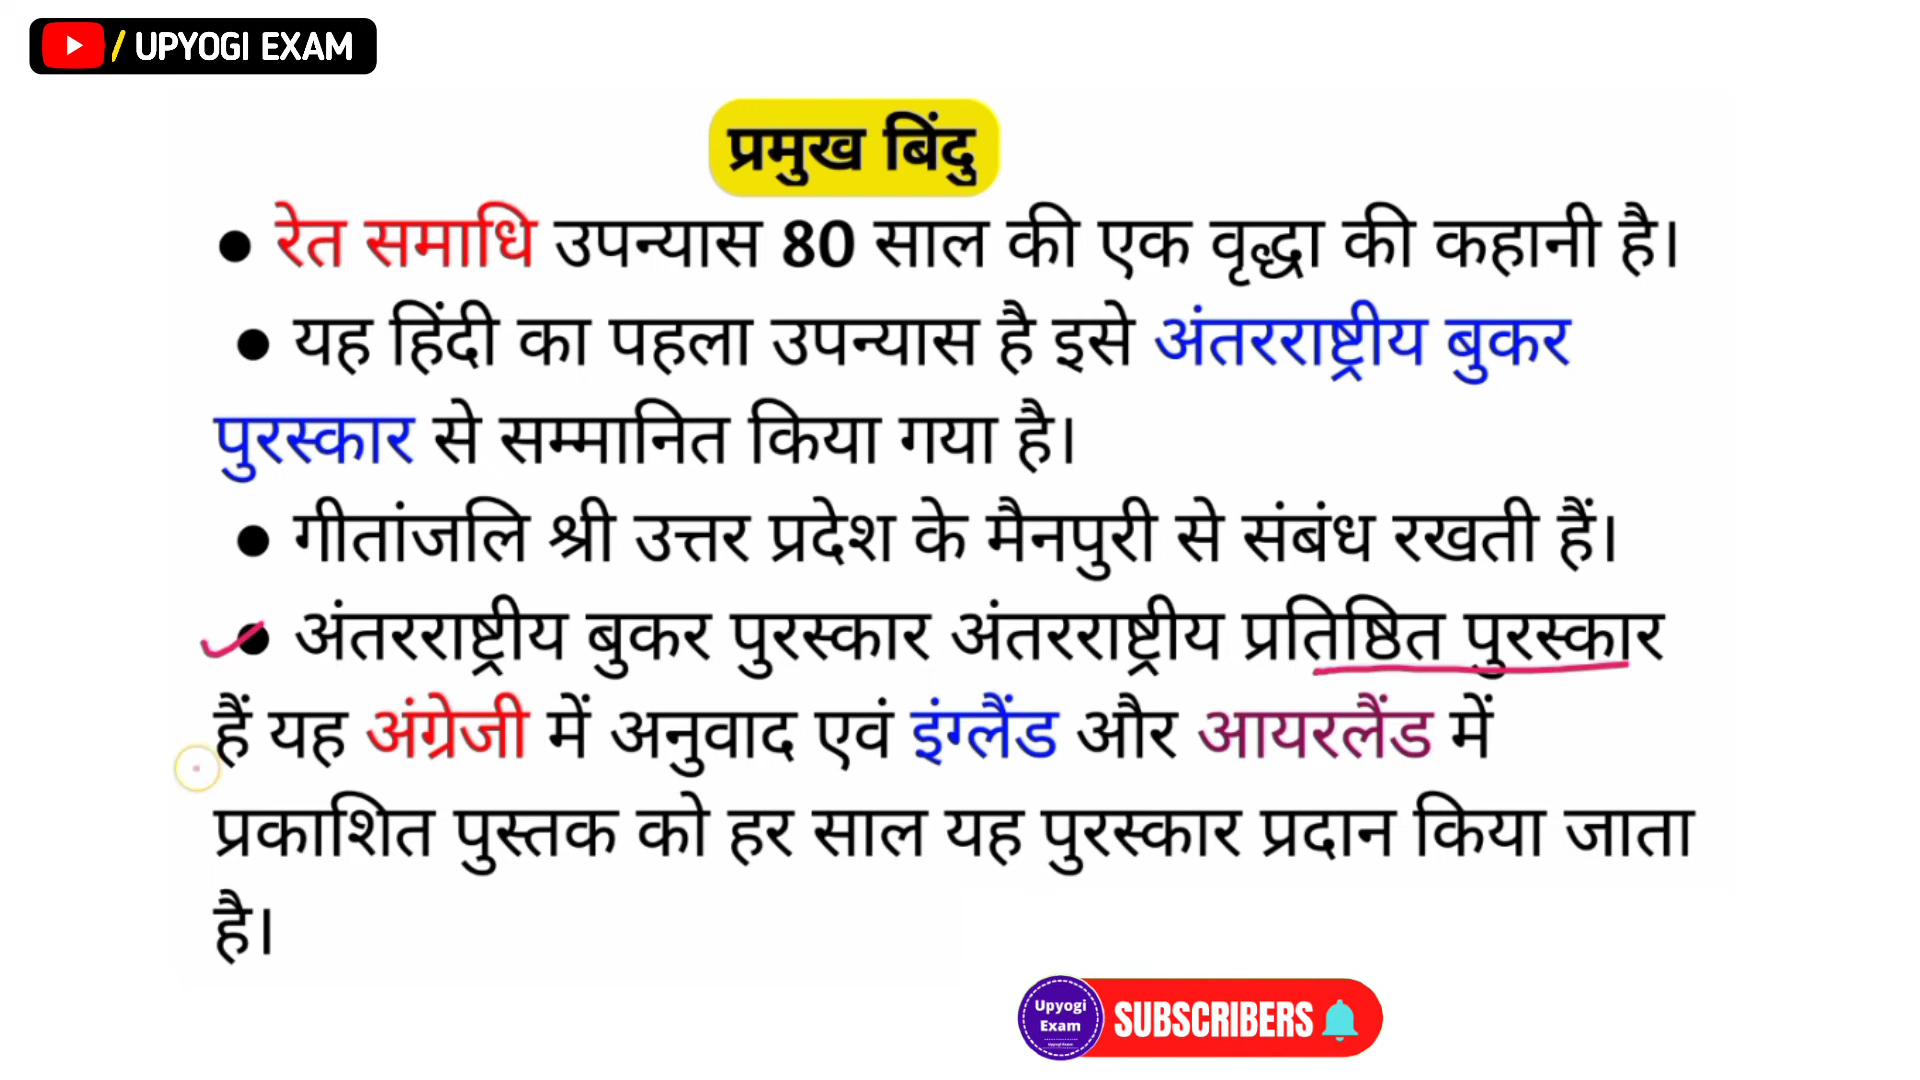 / UPYOGI EXAM
प्रमुख बिंदु
● रेत समाधि उपन्यास 80 साल की एक वृद्धा की कहानी है।
● यह हिंदी का पहला उपन्यास है इसे अंतरराष्ट्रीय बुकर
पुरस्कार से सम्मानित किया गया है।
● गीतांजलि श्री उत्तर प्रदेश के मैनपुरी से संबंध रखती हैं।
● अंतरराष्ट्रीय बुकर पुरस्कार अंतरराष्ट्रीय प्रतिष्ठित पुरस्कार
हैं यह अंग्रेजी में अनुवाद एवं इंग्लैंड और आयरलैंड में
प्रकाशित पुस्तक को हर साल यह पुरस्कार प्रदान किया जाता
है।
Upyogi
Exam
Upyogi Exam
SUBSCRIBERS